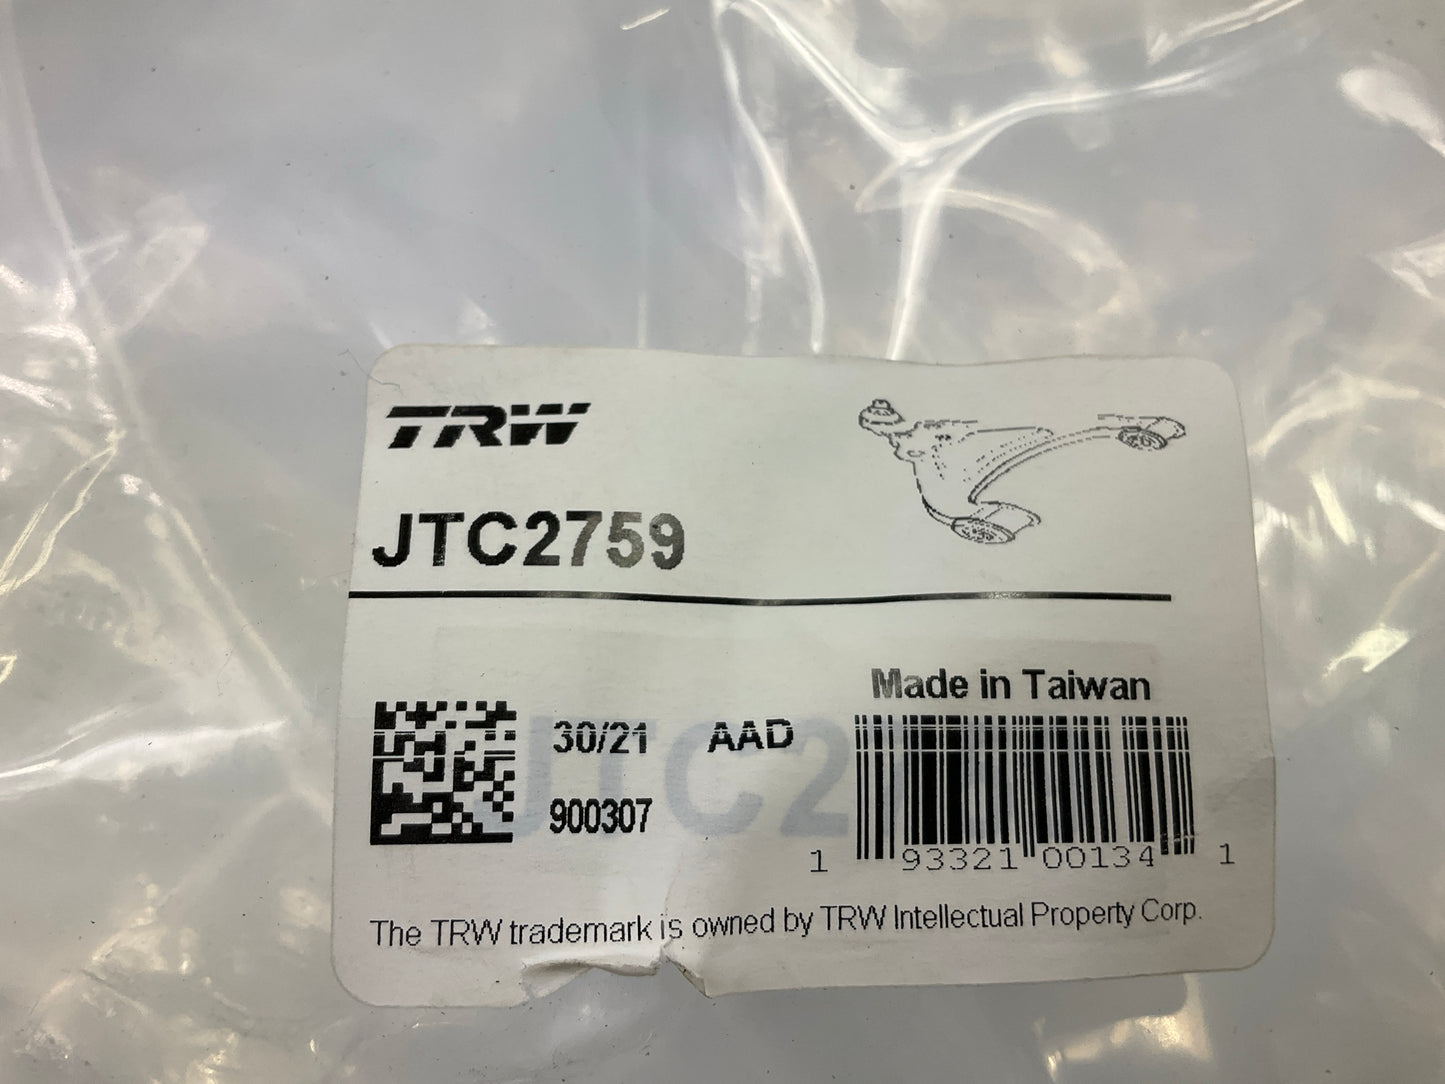 TRW
JTC2759
Made in Taiwan
30/21 AAD
900307
JTC2
1 93321 00134 1
The TRW trademark is owned by TRW Intellectual Property Corp.